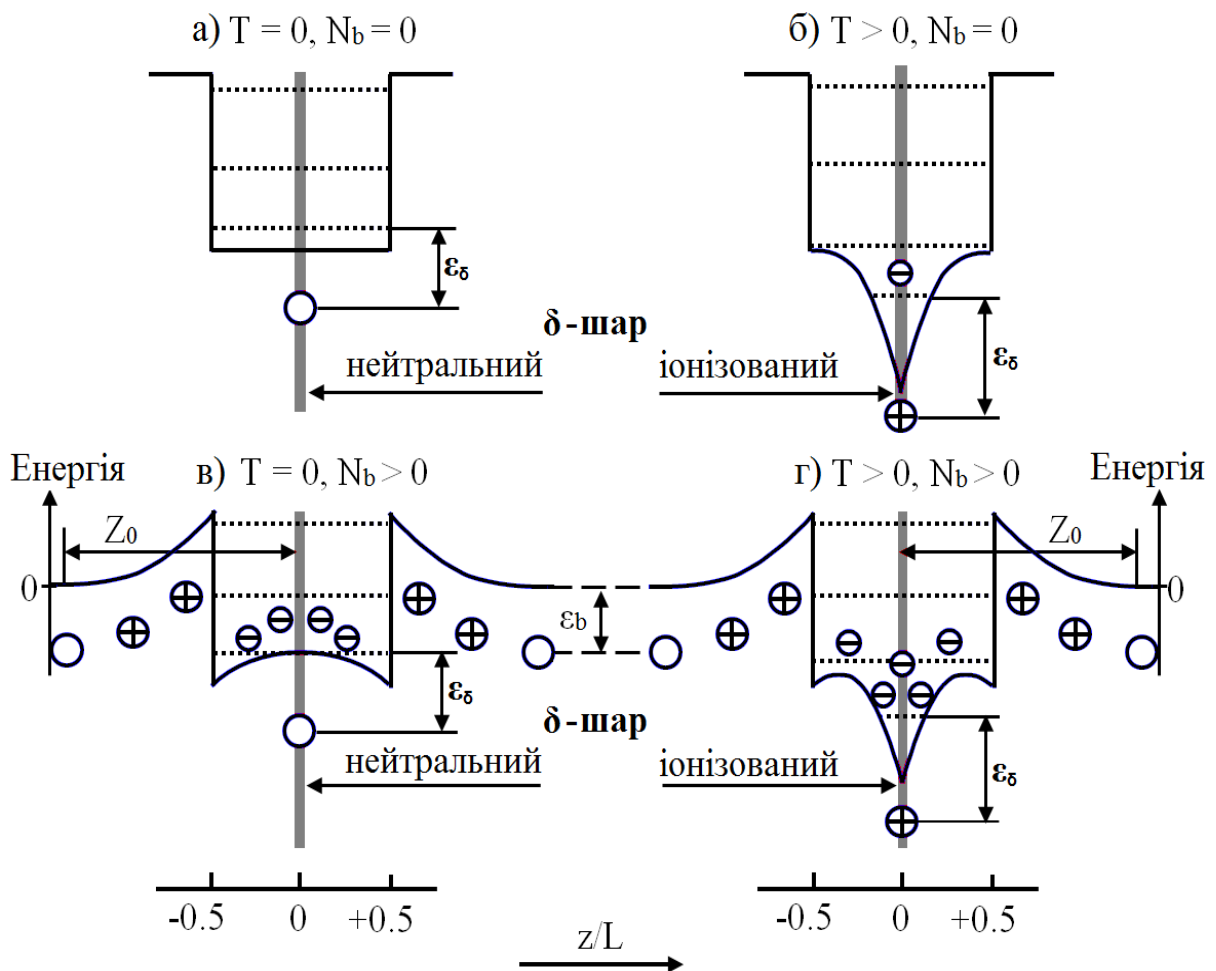 а) T = 0, Nb = 0
б) T > 0, Nb = 0
εδ
εδ
δ-шар
нейтральний
іонізований
Енергія
в) T = 0, Nb > 0
г) T > 0, Nb > 0
Енергія
Z0
Z0
0
0
εb
εδ
εδ
δ-шар
нейтральний
іонізований
-0.5 0 +0.5
-0.5 0 +0.5
z/L